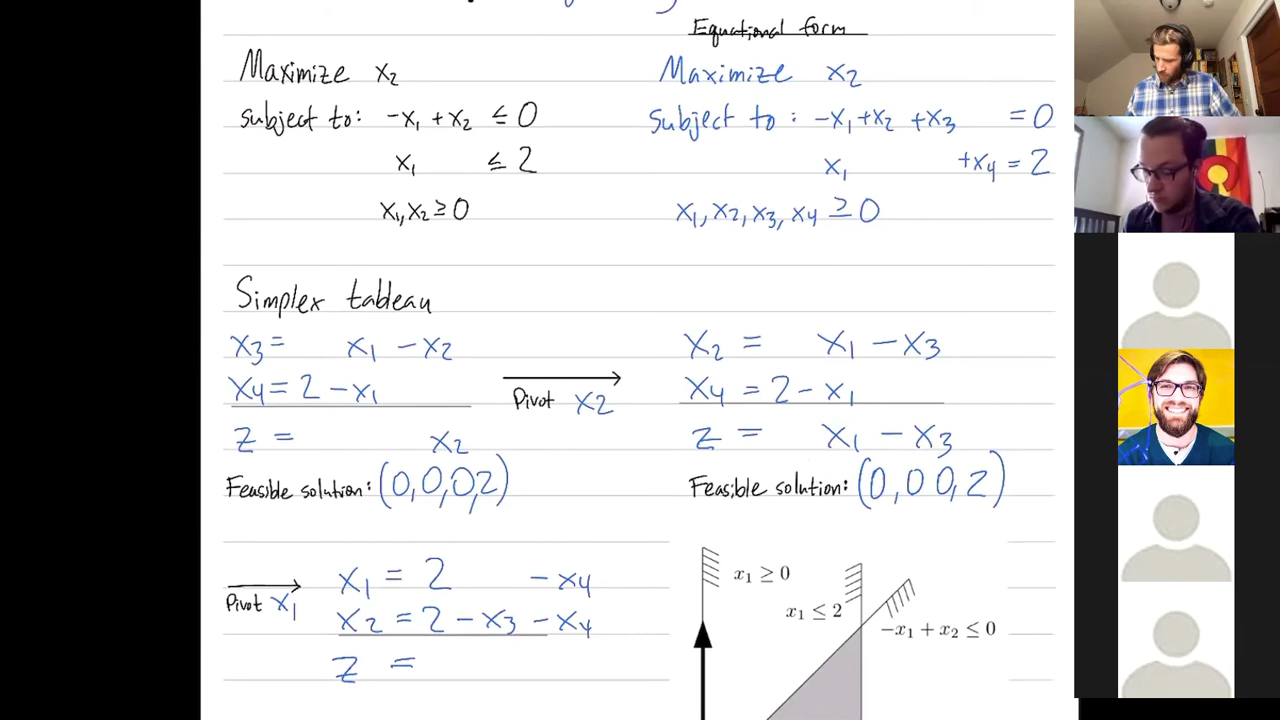 Equational form
Maximize x₂
subject to: -x₁ + x₂ ≤ 0
x₁ ≤ 2
x₁, x₂ ≥ 0
Maximize x₂
subject to : -x₁ + x₂ + x₃ = 0
x₁ + x₄ = 2
x₁, x₂, x₃, x₄ ≥ 0
Simplex tableau
x₃ = x₁ - x₂
x₄ = 2 - x₁
z = x₂
Feasible solution: (0,0,0,2)
Pivot x₂
x₂ = x₁ - x₃
x₄ = 2 - x₁
z = x₁ - x₃
Feasible solution: (0,0 0,2)
Pivot x₁
x₁ = 2 - x₄
x₂ = 2 - x₃ - x₄
z =
x₁ ≥ 0
x₁ ≤ 2
-x₁ + x₂ ≤ 0